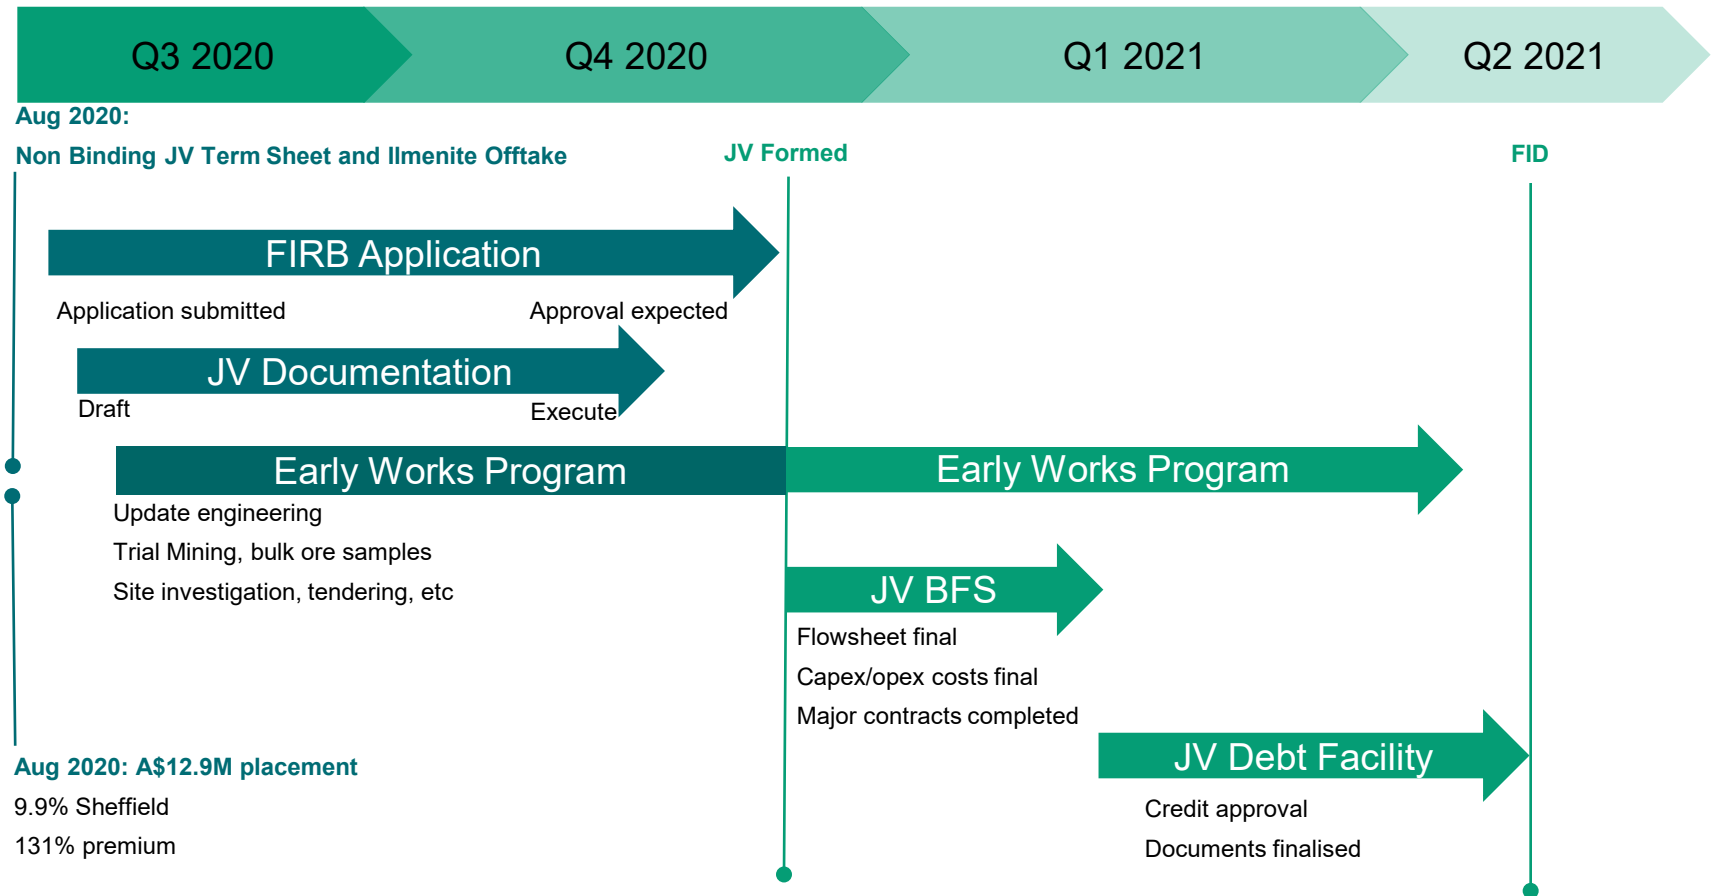 Q3 2020
Q4 2020
Q1 2021
Q2 2021
Aug 2020:
Non Binding JV Term Sheet and Ilmenite Offtake
JV Formed
FID
FIRB Application
Application submitted
Approval expected
JV Documentation
Draft
Execute
Early Works Program
Early Works Program
Update engineering
Trial Mining, bulk ore samples
Site investigation, tendering, etc
JV BFS
Flowsheet final
Capex/opex costs final
Major contracts completed
JV Debt Facility
Credit approval
Documents finalised
Aug 2020: A$12.9M placement
9.9% Sheffield
131% premium